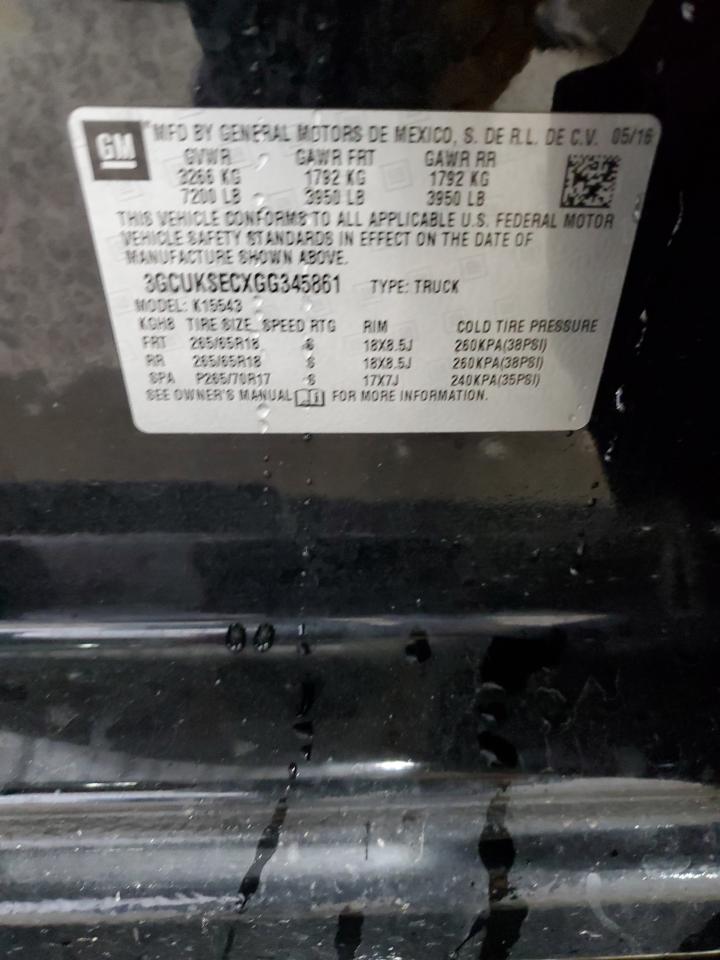 GM
MFD BY GENERAL MOTORS DE MEXICO, S. DE R.L. DE C.V. 05/16
GVWR GAWR FRT GAWR RR
3266 KG 1792 KG 1792 KG
7200 LB 3950 LB 3950 LB
THIS VEHICLE CONFORMS TO ALL APPLICABLE U.S. FEDERAL MOTOR
VEHICLE SAFETY STANDARDS IN EFFECT ON THE DATE OF
MANUFACTURE SHOWN ABOVE.
3GCUKSECXGG345861 TYPE: TRUCK
MODEL: K15543
KGH8 TIRE SIZE SPEED RTG RIM COLD TIRE PRESSURE
FRT 265/65R18 S 18X8.5J 260KPA(38PSI)
RR 265/65R18 S 18X8.5J 260KPA(38PSI)
SPA P265/70R17 S 17X7J 240KPA(35PSI)
SEE OWNER'S MANUAL FOR MORE INFORMATION.